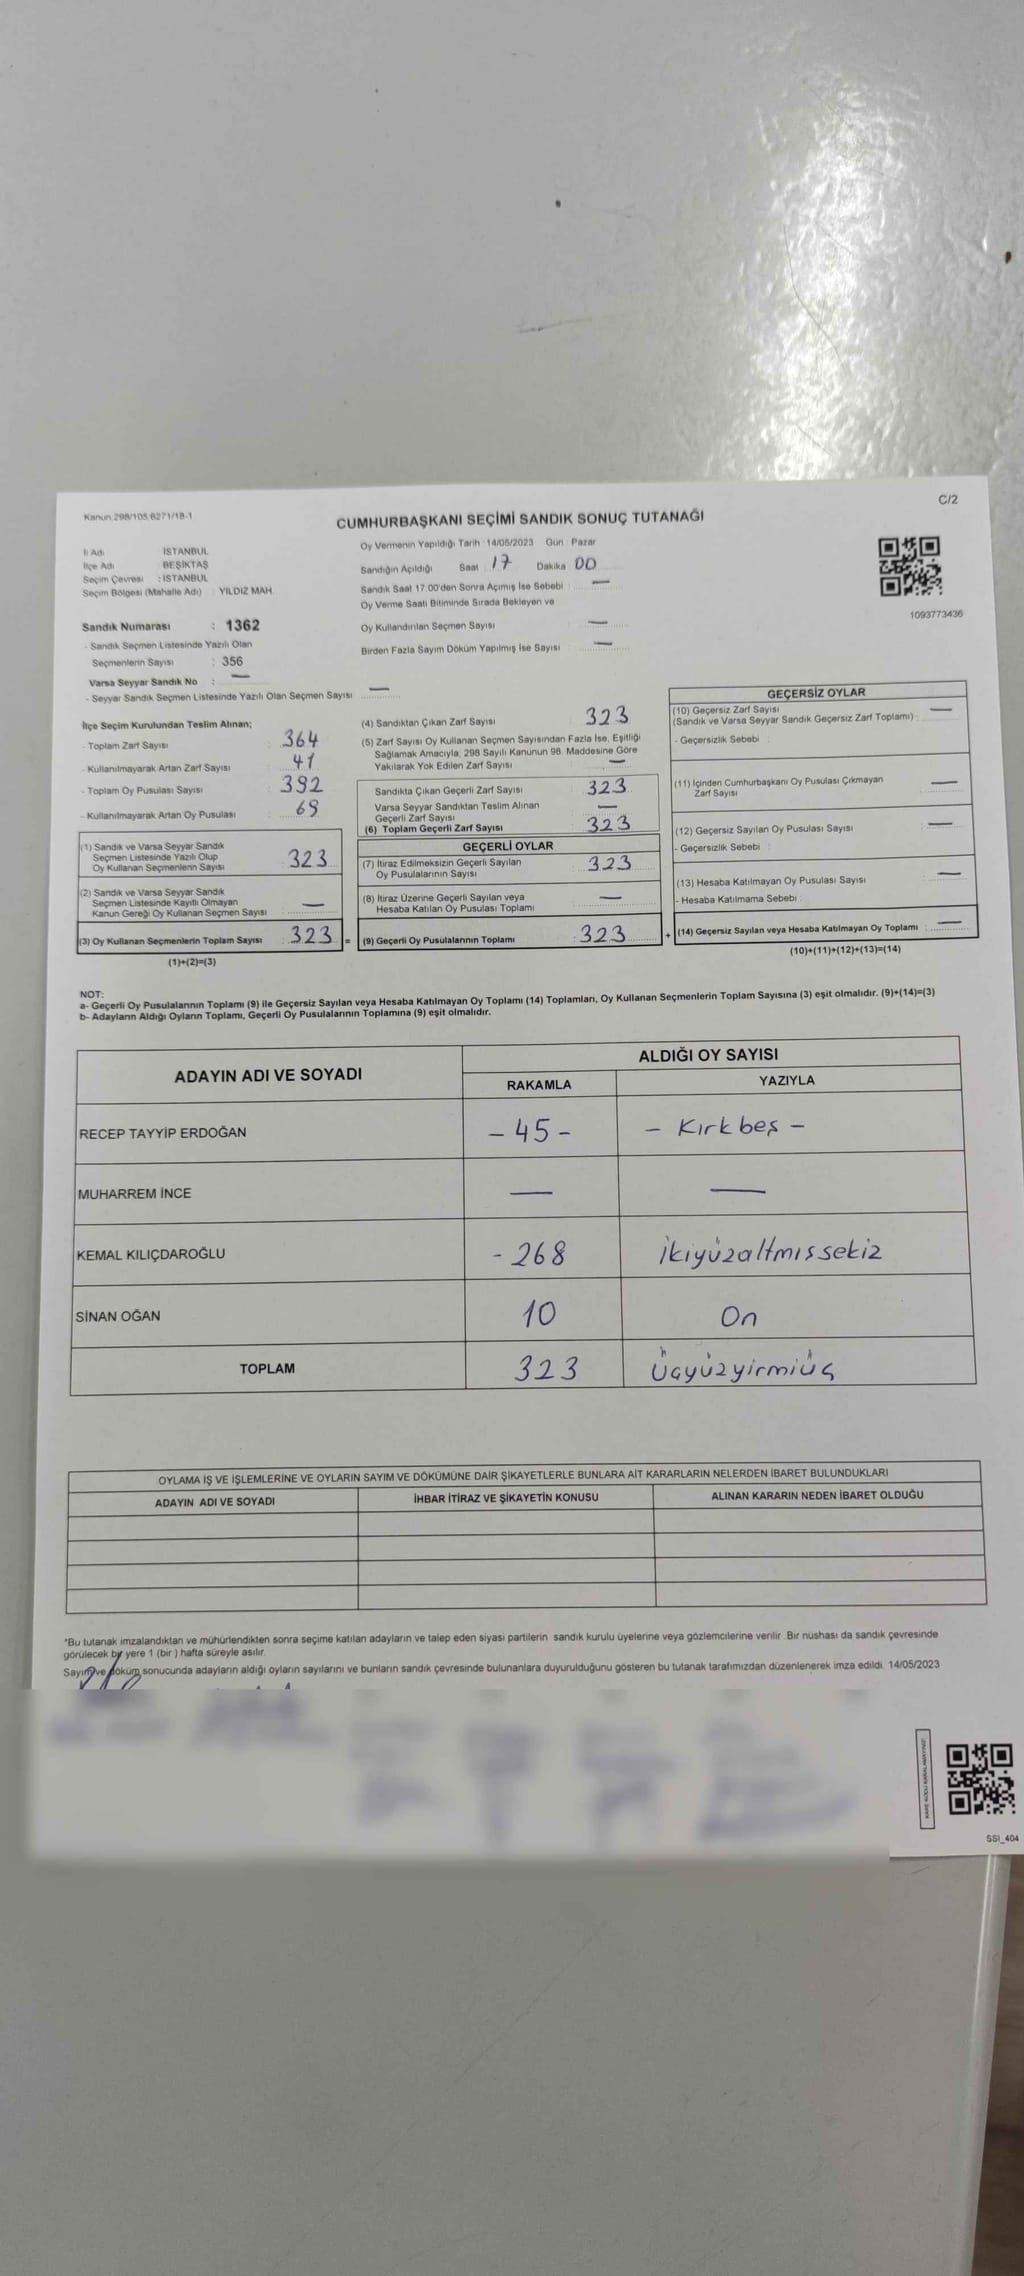 C/2
Kanun:298/105,6271/18-1
CUMHURBAŞKANI SEÇİMİ SANDIK SONUÇ TUTANAĞI
İl Adı : İSTANBUL
İlçe Adı : BEŞİKTAŞ
Seçim Çevresi : İSTANBUL
Seçim Bölgesi (Mahalle Adı) : YILDIZ MAH.
Oy Vermenin Yapıldığı Tarih : 14/05/2023 Gün : Pazar
Sandığın Açıldığı Saat 17 Dakika 00
Sandık Saat 17.00'den Sonra Açımış İse Sebebi : —
Oy Verme Saati Bitiminde Sırada Bekleyen ve
Oy Kullandırılan Seçmen Sayısı : —
Birden Fazla Sayım Döküm Yapılmış İse Sayısı : —
1093773436
Sandık Numarası : 1362
- Sandık Seçmen Listesinde Yazılı Olan
Seçmenlerin Sayısı : 356
Varsa Seyyar Sandık No : —
- Seyyar Sandık Seçmen Listesinde Yazılı Olan Seçmen Sayısı : —
İlçe Seçim Kurulundan Teslim Alınan;
- Toplam Zarf Sayısı : 364
- Kullanılmayarak Artan Zarf Sayısı : 41
- Toplam Oy Pusulası Sayısı : 392
- Kullanılmayarak Artan Oy Pusulası : 69
(1) Sandık ve Varsa Seyyar Sandık
Seçmen Listesinde Yazılı Olup
Oy Kullanan Seçmenlerin Sayısı : 323
(2) Sandık ve Varsa Seyyar Sandık
Seçmen Listesinde Kayıtlı Olmayan
Kanun Gereği Oy Kullanan Seçmen Sayısı : —
(3) Oy Kullanan Seçmenlerin Toplam Sayısı : 323
(1)+(2)=(3)
(4) Sandıktan Çıkan Zarf Sayısı : 323
(5) Zarf Sayısı Oy Kullanan Seçmen Sayısından Fazla İse, Eşitliği
Sağlamak Amacıyla, 298 Sayılı Kanunun 98. Maddesine Göre
Yakılarak Yok Edilen Zarf Sayısı : —
Sandıkta Çıkan Geçerli Zarf Sayısı : 323
Varsa Seyyar Sandıktan Teslim Alınan
Geçerli Zarf Sayısı : —
(6) Toplam Geçerli Zarf Sayısı : 323
GEÇERLİ OYLAR
(7) İtiraz Edilmeksizin Geçerli Sayılan
Oy Pusulalarının Sayısı : 323
(8) İtiraz Üzerine Geçerli Sayılan veya
Hesaba Katılan Oy Pusulası Toplamı : —
= (9) Geçerli Oy Pusulalarının Toplamı : 323
GEÇERSİZ OYLAR
(10) Geçersiz Zarf Sayısı
(Sandık ve Varsa Seyyar Sandık Geçersiz Zarf Toplamı) : —
- Geçersizlik Sebebi :
(11) İçinden Cumhurbaşkanı Oy Pusulası Çıkmayan
Zarf Sayısı : —
(12) Geçersiz Sayılan Oy Pusulası Sayısı : —
- Geçersizlik Sebebi :
(13) Hesaba Katılmayan Oy Pusulası Sayısı : —
- Hesaba Katılmama Sebebi :
+ (14) Geçersiz Sayılan veya Hesaba Katılmayan Oy Toplamı : —
(10)+(11)+(12)+(13)=(14)
NOT:
a- Geçerli Oy Pusulalarının Toplamı (9) ile Geçersiz Sayılan veya Hesaba Katılmayan Oy Toplamı (14) Toplamları, Oy Kullanan Seçmenlerin Toplam Sayısına (3) eşit olmalıdır. (9)+(14)=(3)
b- Adayların Aldığı Oyların Toplamı, Geçerli Oy Pusulalarının Toplamına (9) eşit olmalıdır.
ADAYIN ADI VE SOYADI
ALDIĞI OY SAYISI
RAKAMLA YAZIYLA
RECEP TAYYİP ERDOĞAN - 45 - - Kırkbeş -
MUHARREM İNCE — —
KEMAL KILIÇDAROĞLU - 268 İkiyüzaltmışsekiz
SİNAN OĞAN 10 On
TOPLAM 323 Üçyüzyirmiüç
OYLAMA İŞ VE İŞLEMLERİNE VE OYLARIN SAYIM VE DÖKÜMÜNE DAİR ŞİKAYETLERLE BUNLARA AİT KARARLARIN NELERDEN İBARET BULUNDUKLARI
ADAYIN ADI VE SOYADI İHBAR İTİRAZ VE ŞİKAYETİN KONUSU ALINAN KARARIN NEDEN İBARET OLDUĞU
*Bu tutanak imzalandıktan ve mühürlendikten sonra seçime katılan adayların ve talep eden siyasi partilerin sandık kurulu üyelerine veya gözlemcilerine verilir. Bir nüshası da sandık çevresinde
görülecek bir yere 1 (bir ) hafta süreyle asılır.
Sayım ve döküm sonucunda adayların aldığı oyların sayılarını ve bunların sandık çevresinde bulunanlara duyurulduğunu gösteren bu tutanak tarafımızdan düzenlenerek imza edildi. 14/05/2023
SSI_404